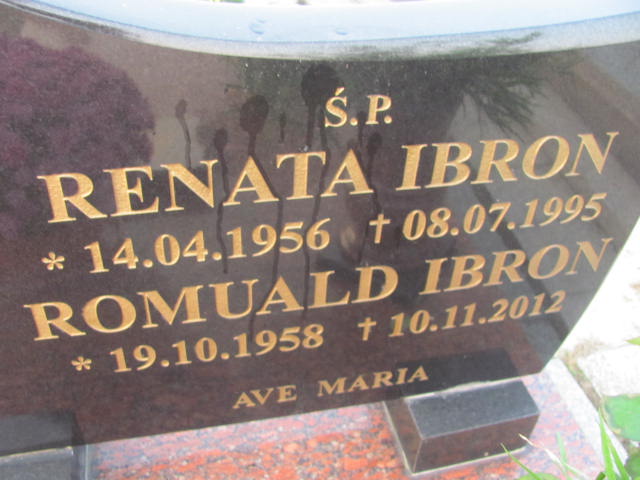 Ś.P.
RENATA IBRON
* 14.04.1956 † 08.07.1995
ROMUALD IBRON
* 19.10.1958 † 10.11.2012
AVE MARIA